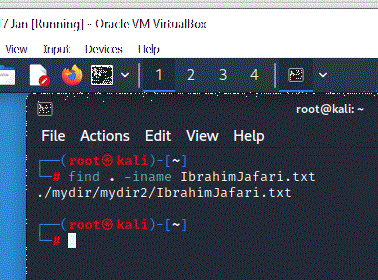 7 Jan [Running] - Oracle VM VirtualBox
View Input Devices Help
1 2 3 4
root@kali: ~
File Actions Edit View Help
┌──(root㉿kali)-[~]
└─# find . -iname IbrahimJafari.txt
./mydir/mydir2/IbrahimJafari.txt
┌──(root㉿kali)-[~]
└─#